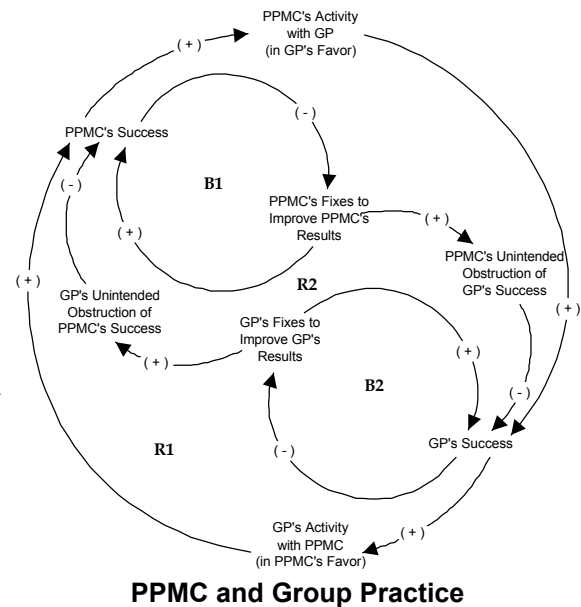 PPMC's Activity
with GP
(in GP's Favor)
(+)
PPMC's Success
(-)
B1
(-)
PPMC's Fixes to
Improve PPMC's
Results
(+)
(+)
PPMC's Unintended
Obstruction of
GP's Success
R2
(+)
GP's Unintended
Obstruction of
PPMC's Success
GP's Fixes to
Improve GP's
Results
(+)
(+)
(+)
B2
(-)
R1
(-)
GP's Success
(+)
GP's Activity
with PPMC
(in PPMC's Favor)
PPMC and Group Practice